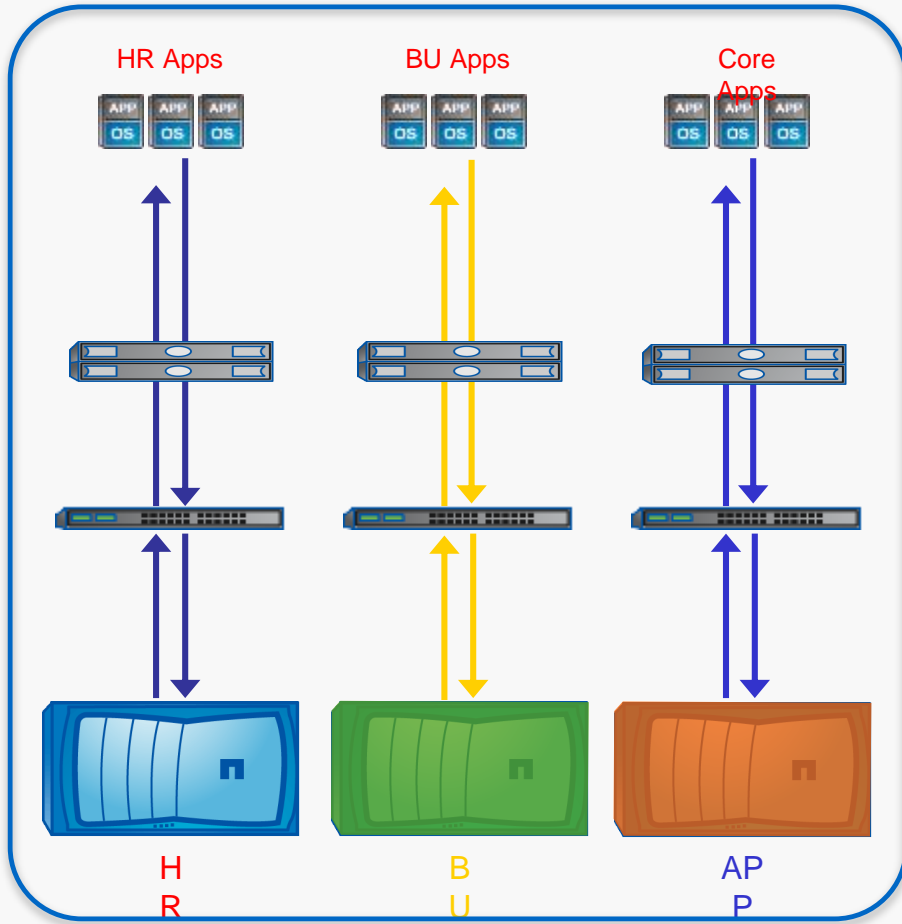 HR Apps
BU Apps
Core
Apps
APP APP APP
OS OS OS
APP APP APP
OS OS OS
APP APP APP
OS OS OS
H
R
B
U
AP
P